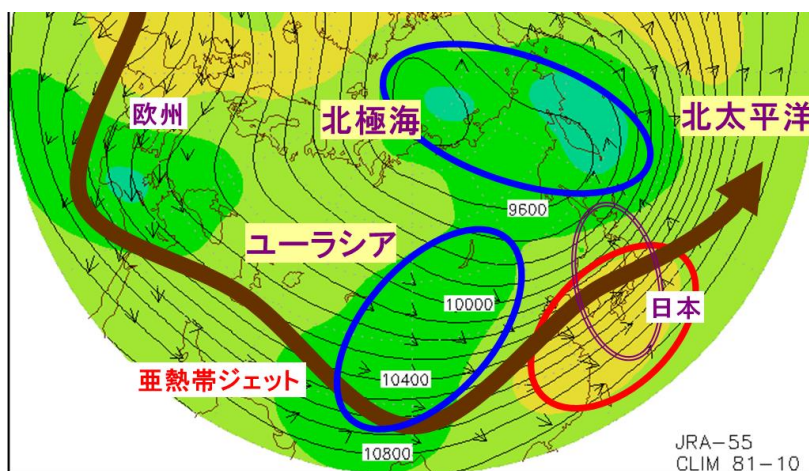 欧州
北極海
北太平洋
9600
ユーラシア
10000
日本
亜熱帯ジェット
10400
10800
JRA-55
CLIM 81-10